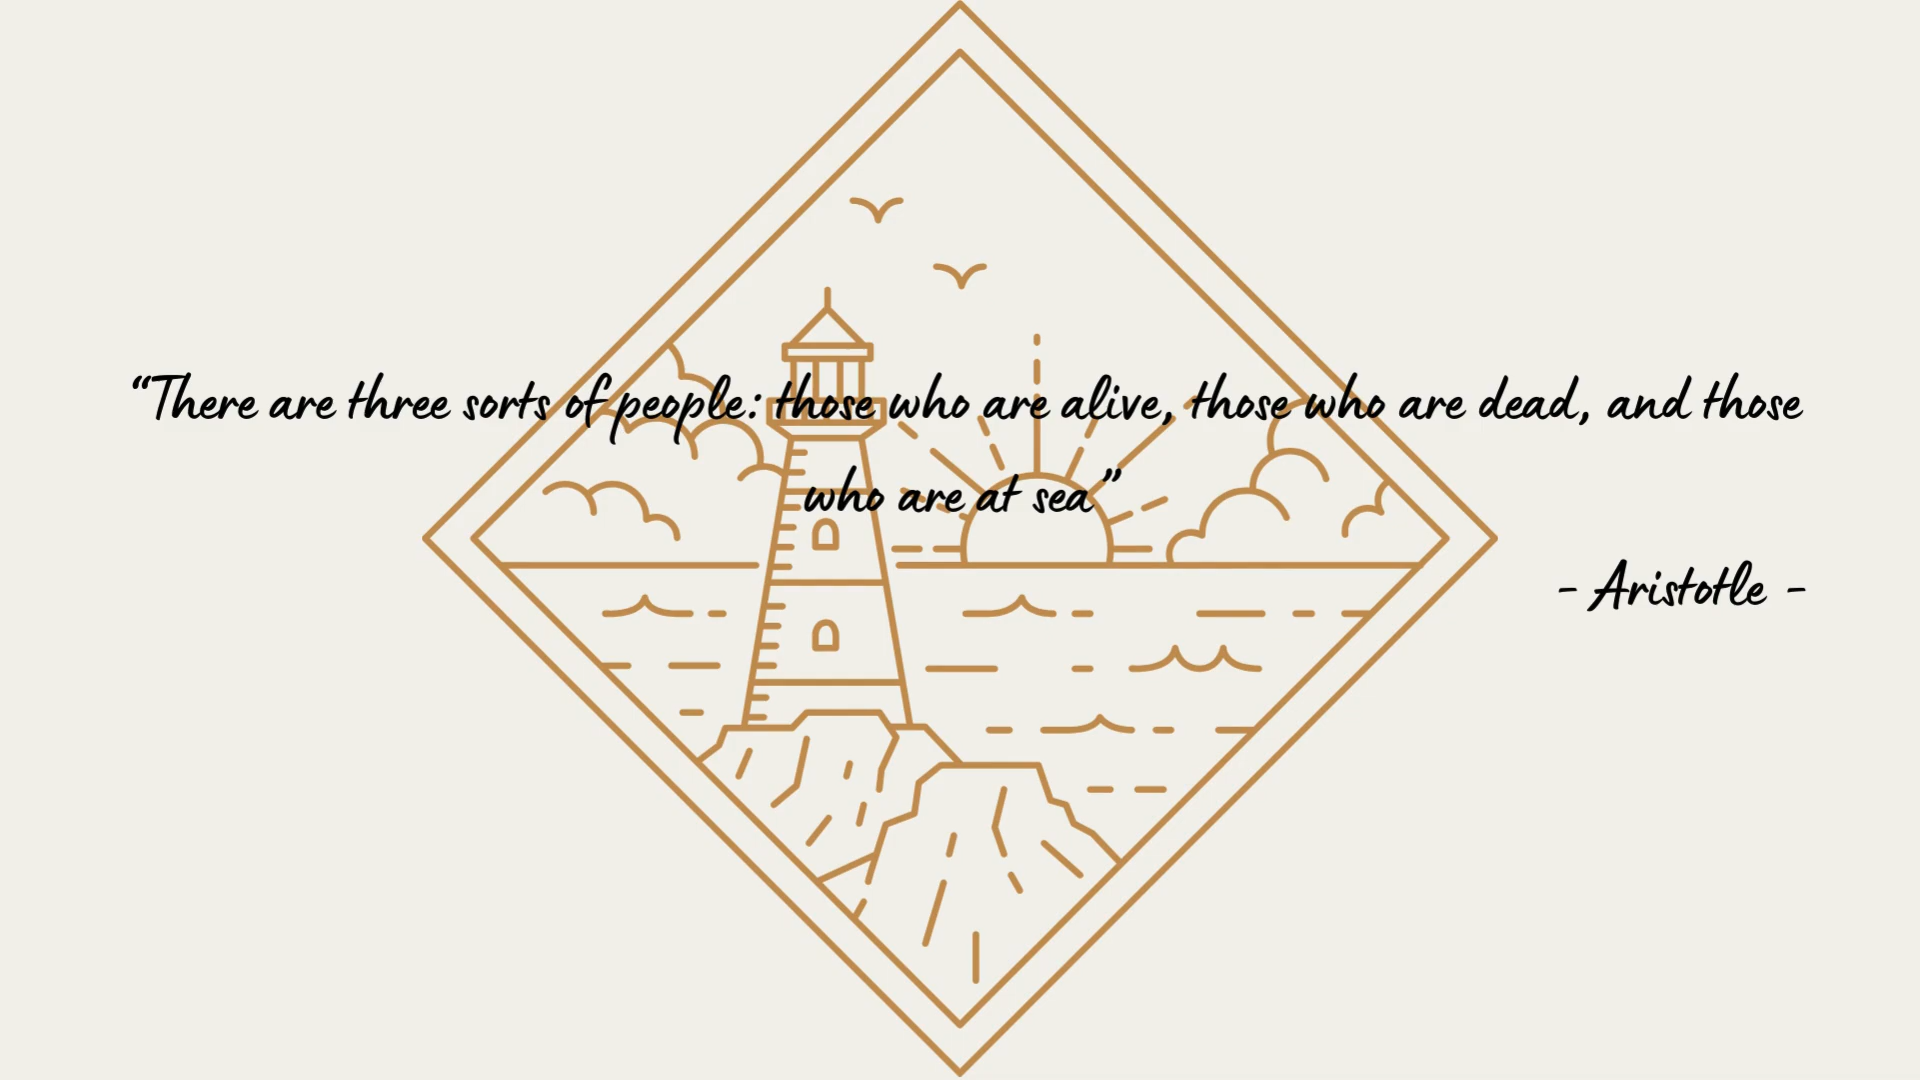 “There are three sorts of people: those who are alive, those who are dead, and those
who are at sea”
- Aristotle -